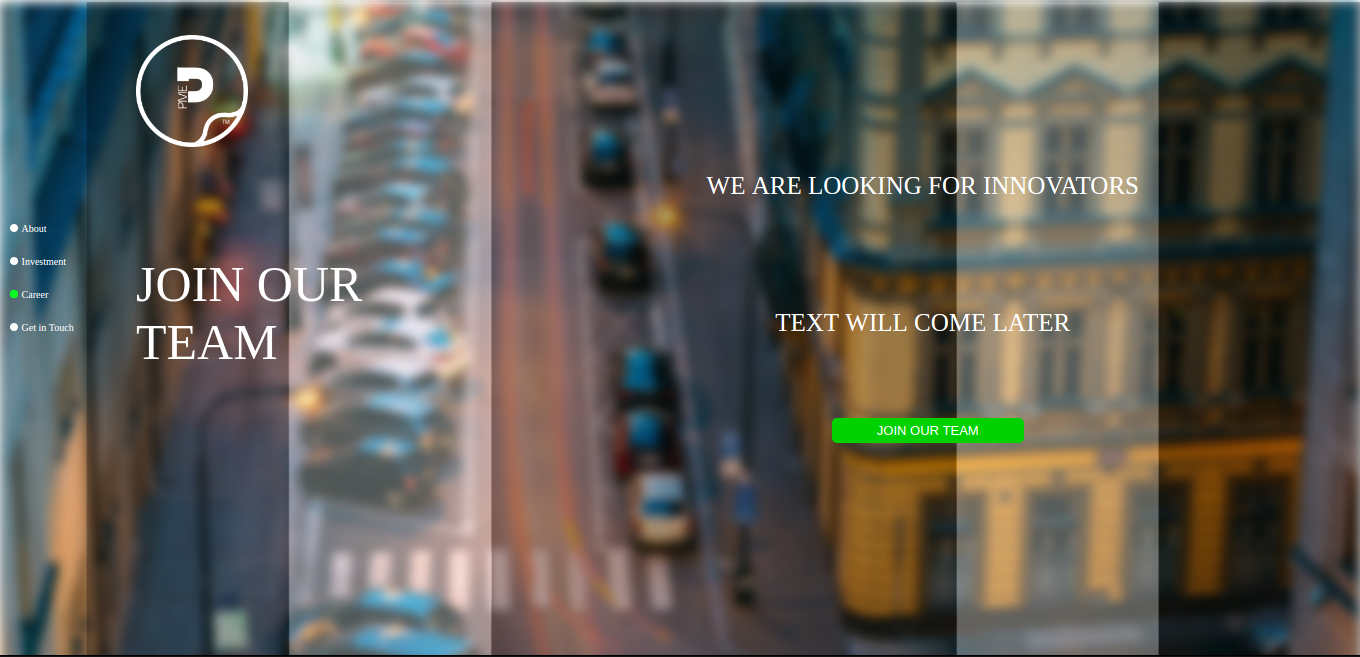 P
PIVIE
TM
About
Investment
Career
Get in Touch
JOIN OUR
TEAM
WE ARE LOOKING FOR INNOVATORS
TEXT WILL COME LATER
JOIN OUR TEAM